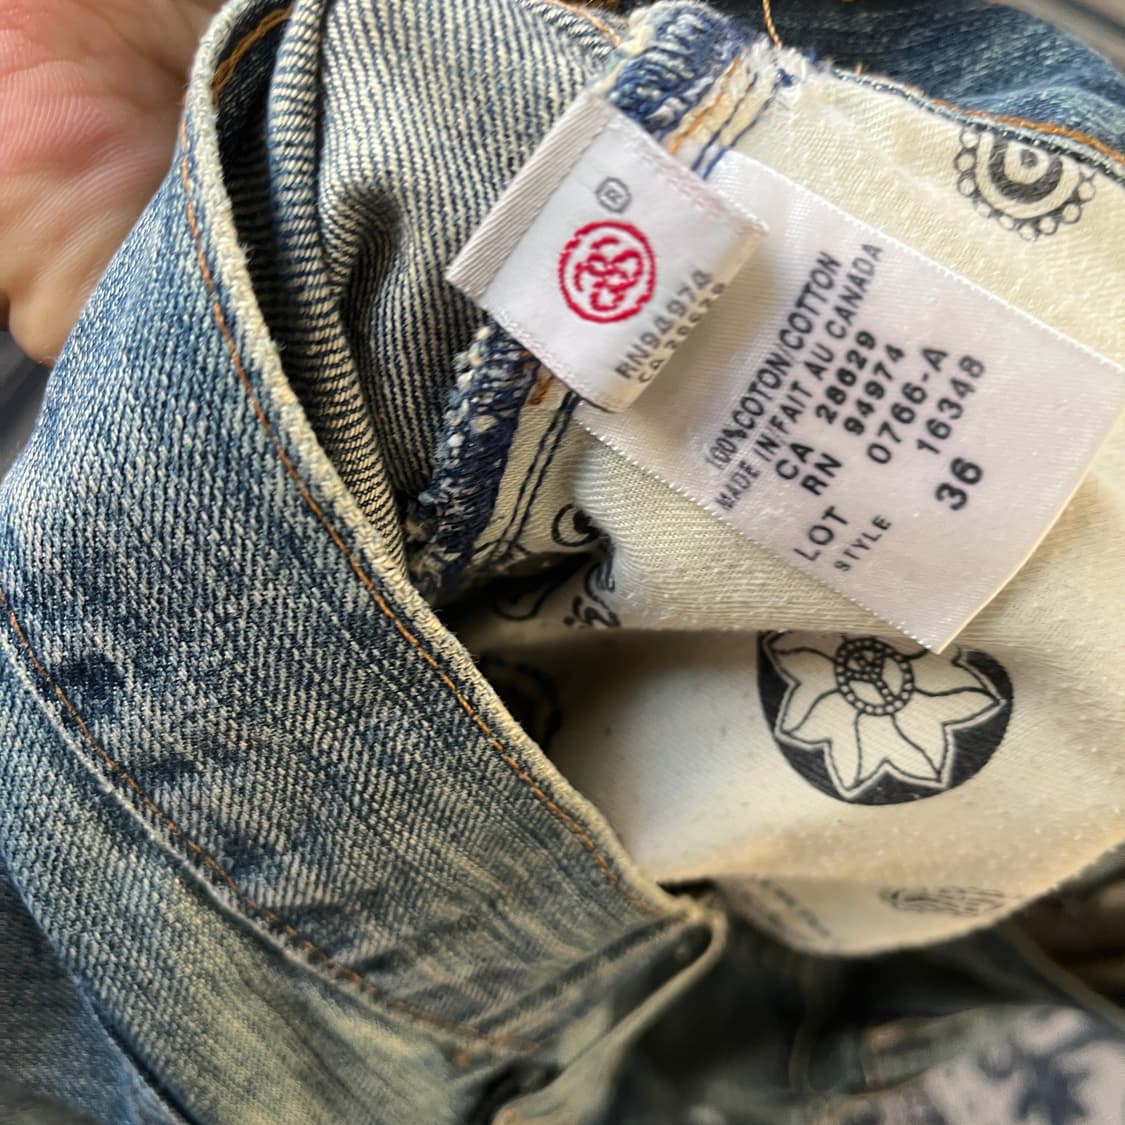 ®
RN94974
100%COTON/COTTON
MADE IN/FAIT AU CANADA
CA 28629
RN 94974
LOT 0766-A
STYLE 16348
36